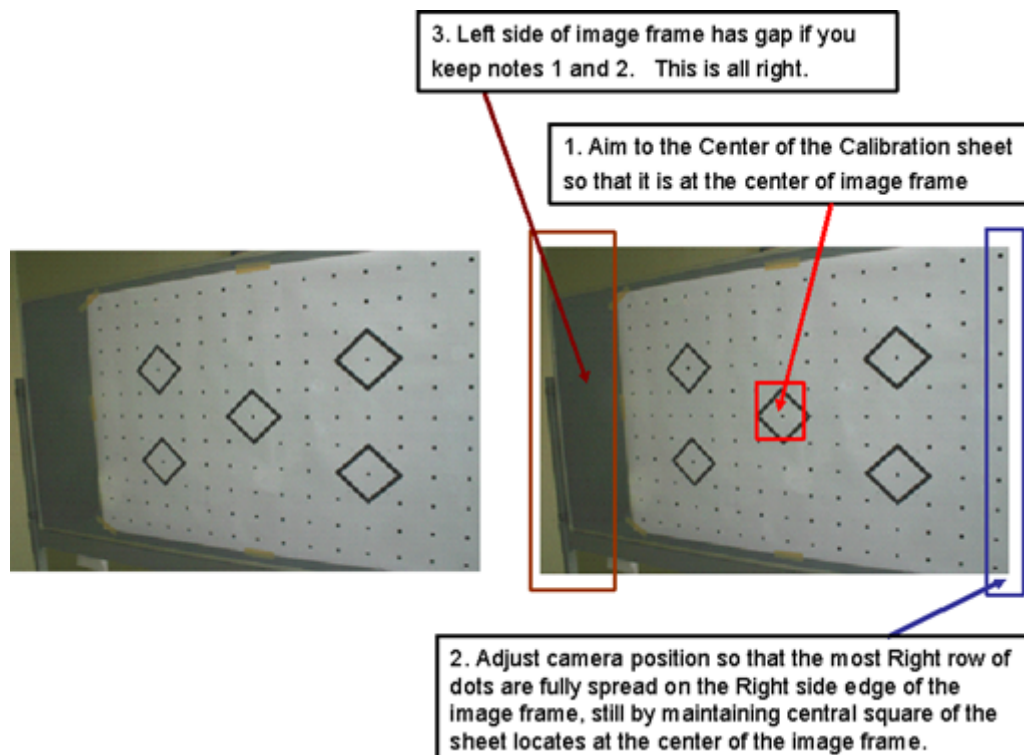 3. Left side of image frame has gap if you
keep notes 1 and 2. This is all right.
1. Aim to the Center of the Calibration sheet
so that it is at the center of image frame
2. Adjust camera position so that the most Right row of
dots are fully spread on the Right side edge of the
image frame, still by maintaining central square of the
sheet locates at the center of the image frame.